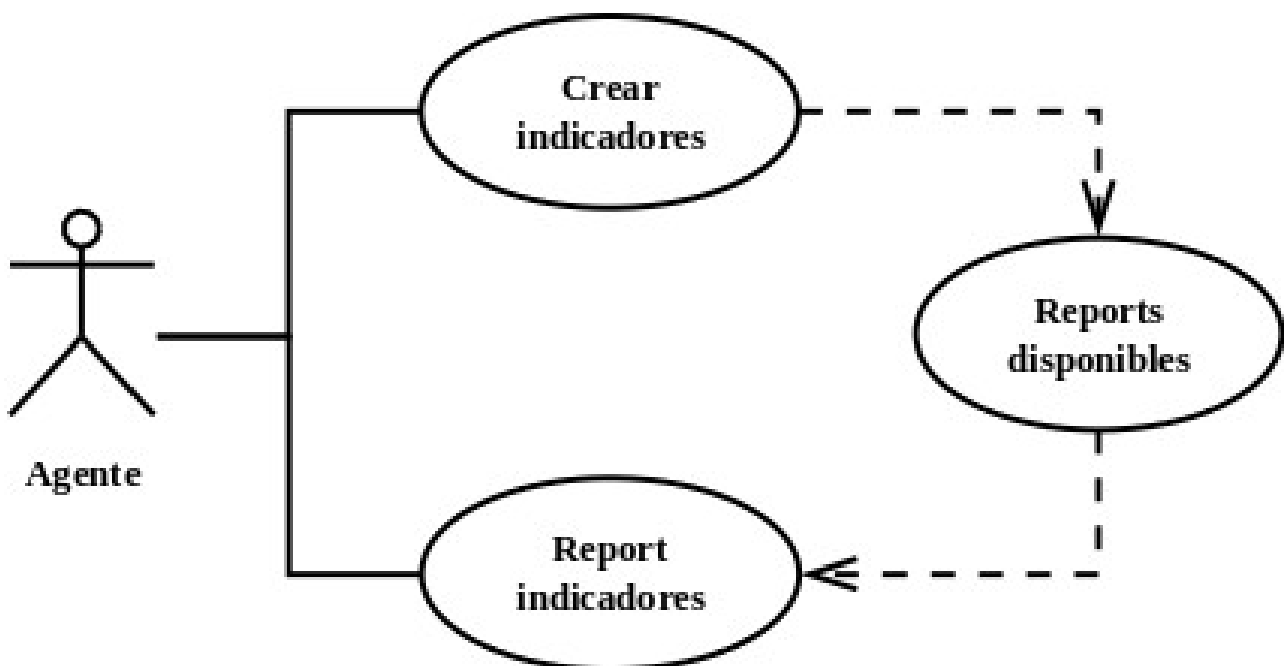 Crear
indicadores
Reports
disponibles
Agente
Report
indicadores